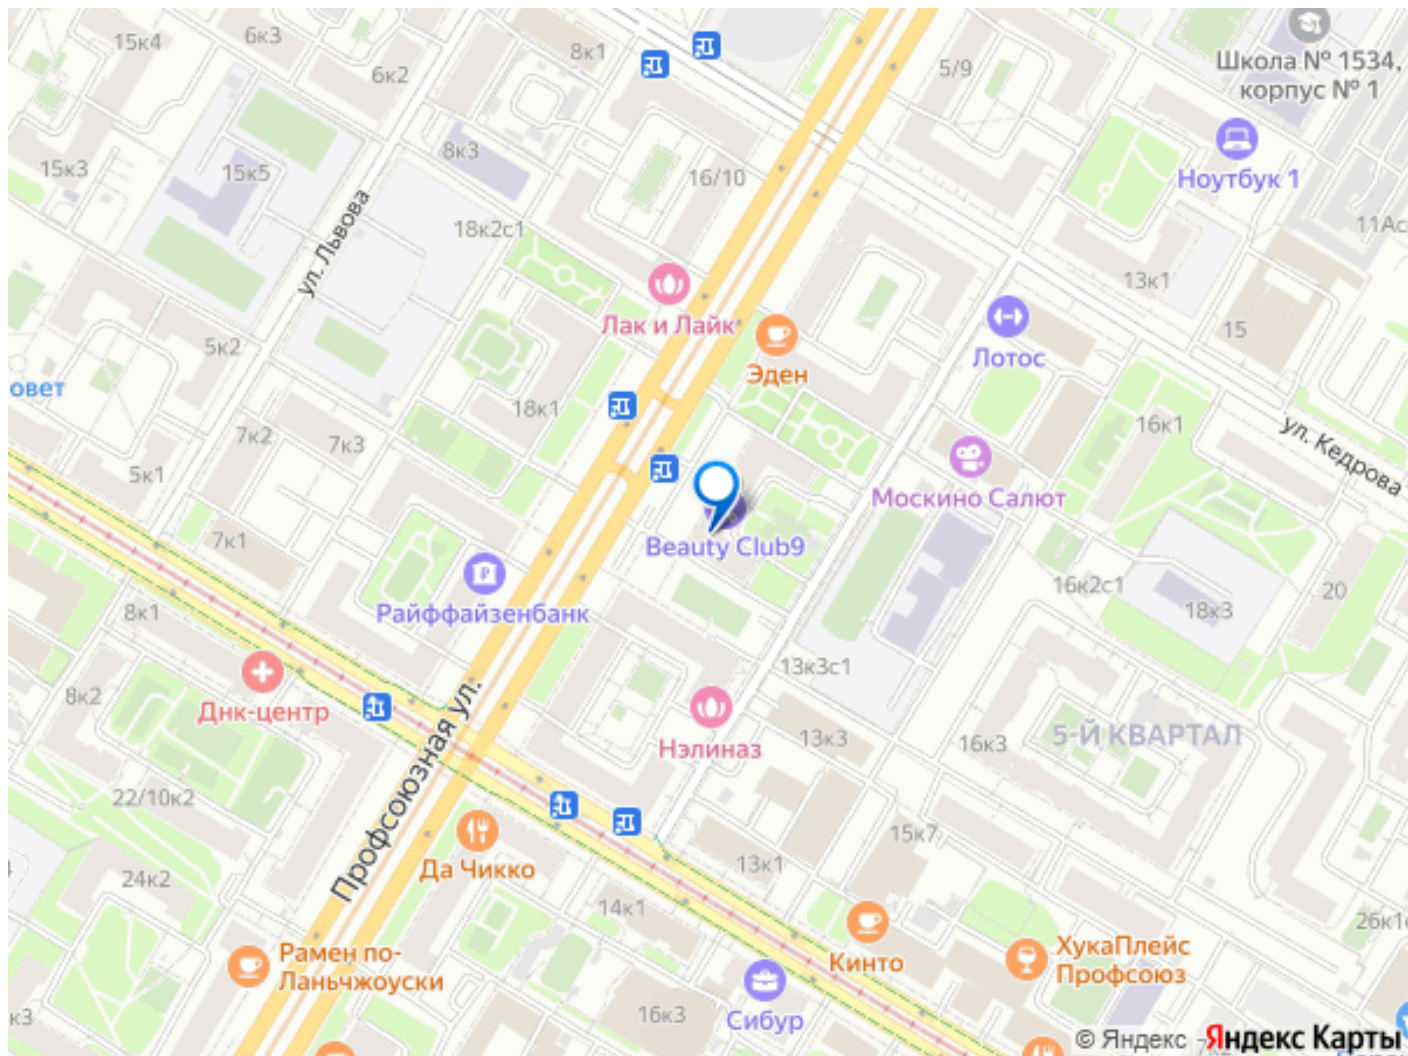 15к4
6к3
8к1
5/9
Школа № 1534,
корпус № 1
6к2
8к3
15к3
15к5
16/10
Ноутбук 1
ул. Львова
18к2с1
11Ас
13к1
Лак и Лайк
15
Лотос
5к2
Эден
овет
18к1
16к1
ул. Кедрова
7к2
7к3
5к1
Москино Салют
7к1
Beauty Club9
16к2с1
20
Райффайзенбанк
18к3
8к1
13к3с1
8к2
Днк-центр
Профсоюзная ул.
Нэлиназ
13к3
16к3
5-Й КВАРТАЛ
22/10к2
15к7
Да Чикко
13к1
24к2
14к1
26к1
Рамен по-
Ланьчжоуски
Кинто
ХукаПлейс
Профсоюз
к3
16к3
Сибур
© Яндекс
Яндекс Карты